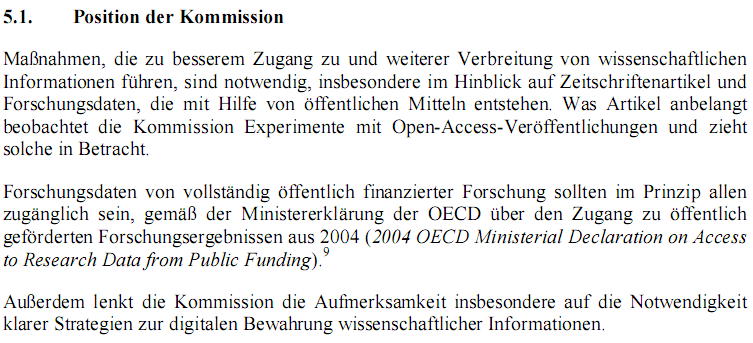 5.1. Position der Kommission
Maßnahmen, die zu besserem Zugang zu und weiterer Verbreitung von wissenschaftlichen
Informationen führen, sind notwendig, insbesondere im Hinblick auf Zeitschriftenartikel und
Forschungsdaten, die mit Hilfe von öffentlichen Mitteln entstehen. Was Artikel anbelangt
beobachtet die Kommission Experimente mit Open-Access-Veröffentlichungen und zieht
solche in Betracht.
Forschungsdaten von vollständig öffentlich finanzierter Forschung sollten im Prinzip allen
zugänglich sein, gemäß der Ministererklärung der OECD über den Zugang zu öffentlich
geförderten Forschungsergebnissen aus 2004 (2004 OECD Ministerial Declaration on Access
to Research Data from Public Funding).9
Außerdem lenkt die Kommission die Aufmerksamkeit insbesondere auf die Notwendigkeit
klarer Strategien zur digitalen Bewahrung wissenschaftlicher Informationen.